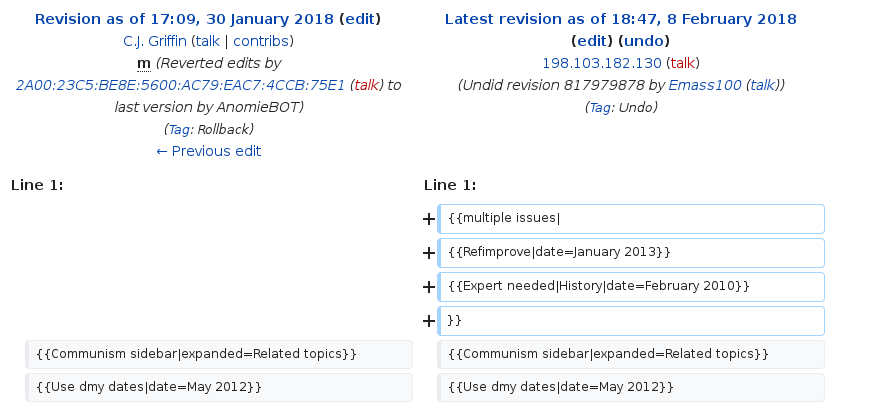 Revision as of 17:09, 30 January 2018 (edit)
C.J. Griffin (talk | contribs)
m (Reverted edits by
2A00:23C5:BE8E:5600:AC79:EAC7:4CCB:75E1 (talk) to
last version by AnomieBOT)
(Tag: Rollback)
← Previous edit
Latest revision as of 18:47, 8 February 2018
(edit) (undo)
198.103.182.130 (talk)
(Undid revision 817979878 by Emass100 (talk))
(Tag: Undo)
Line 1:
Line 1:
+ {{multiple issues|
+ {{Refimprove|date=January 2013}}
+ {{Expert needed|History|date=February 2010}}
+ }}
{{Communism sidebar|expanded=Related topics}}
{{Communism sidebar|expanded=Related topics}}
{{Use dmy dates|date=May 2012}}
{{Use dmy dates|date=May 2012}}